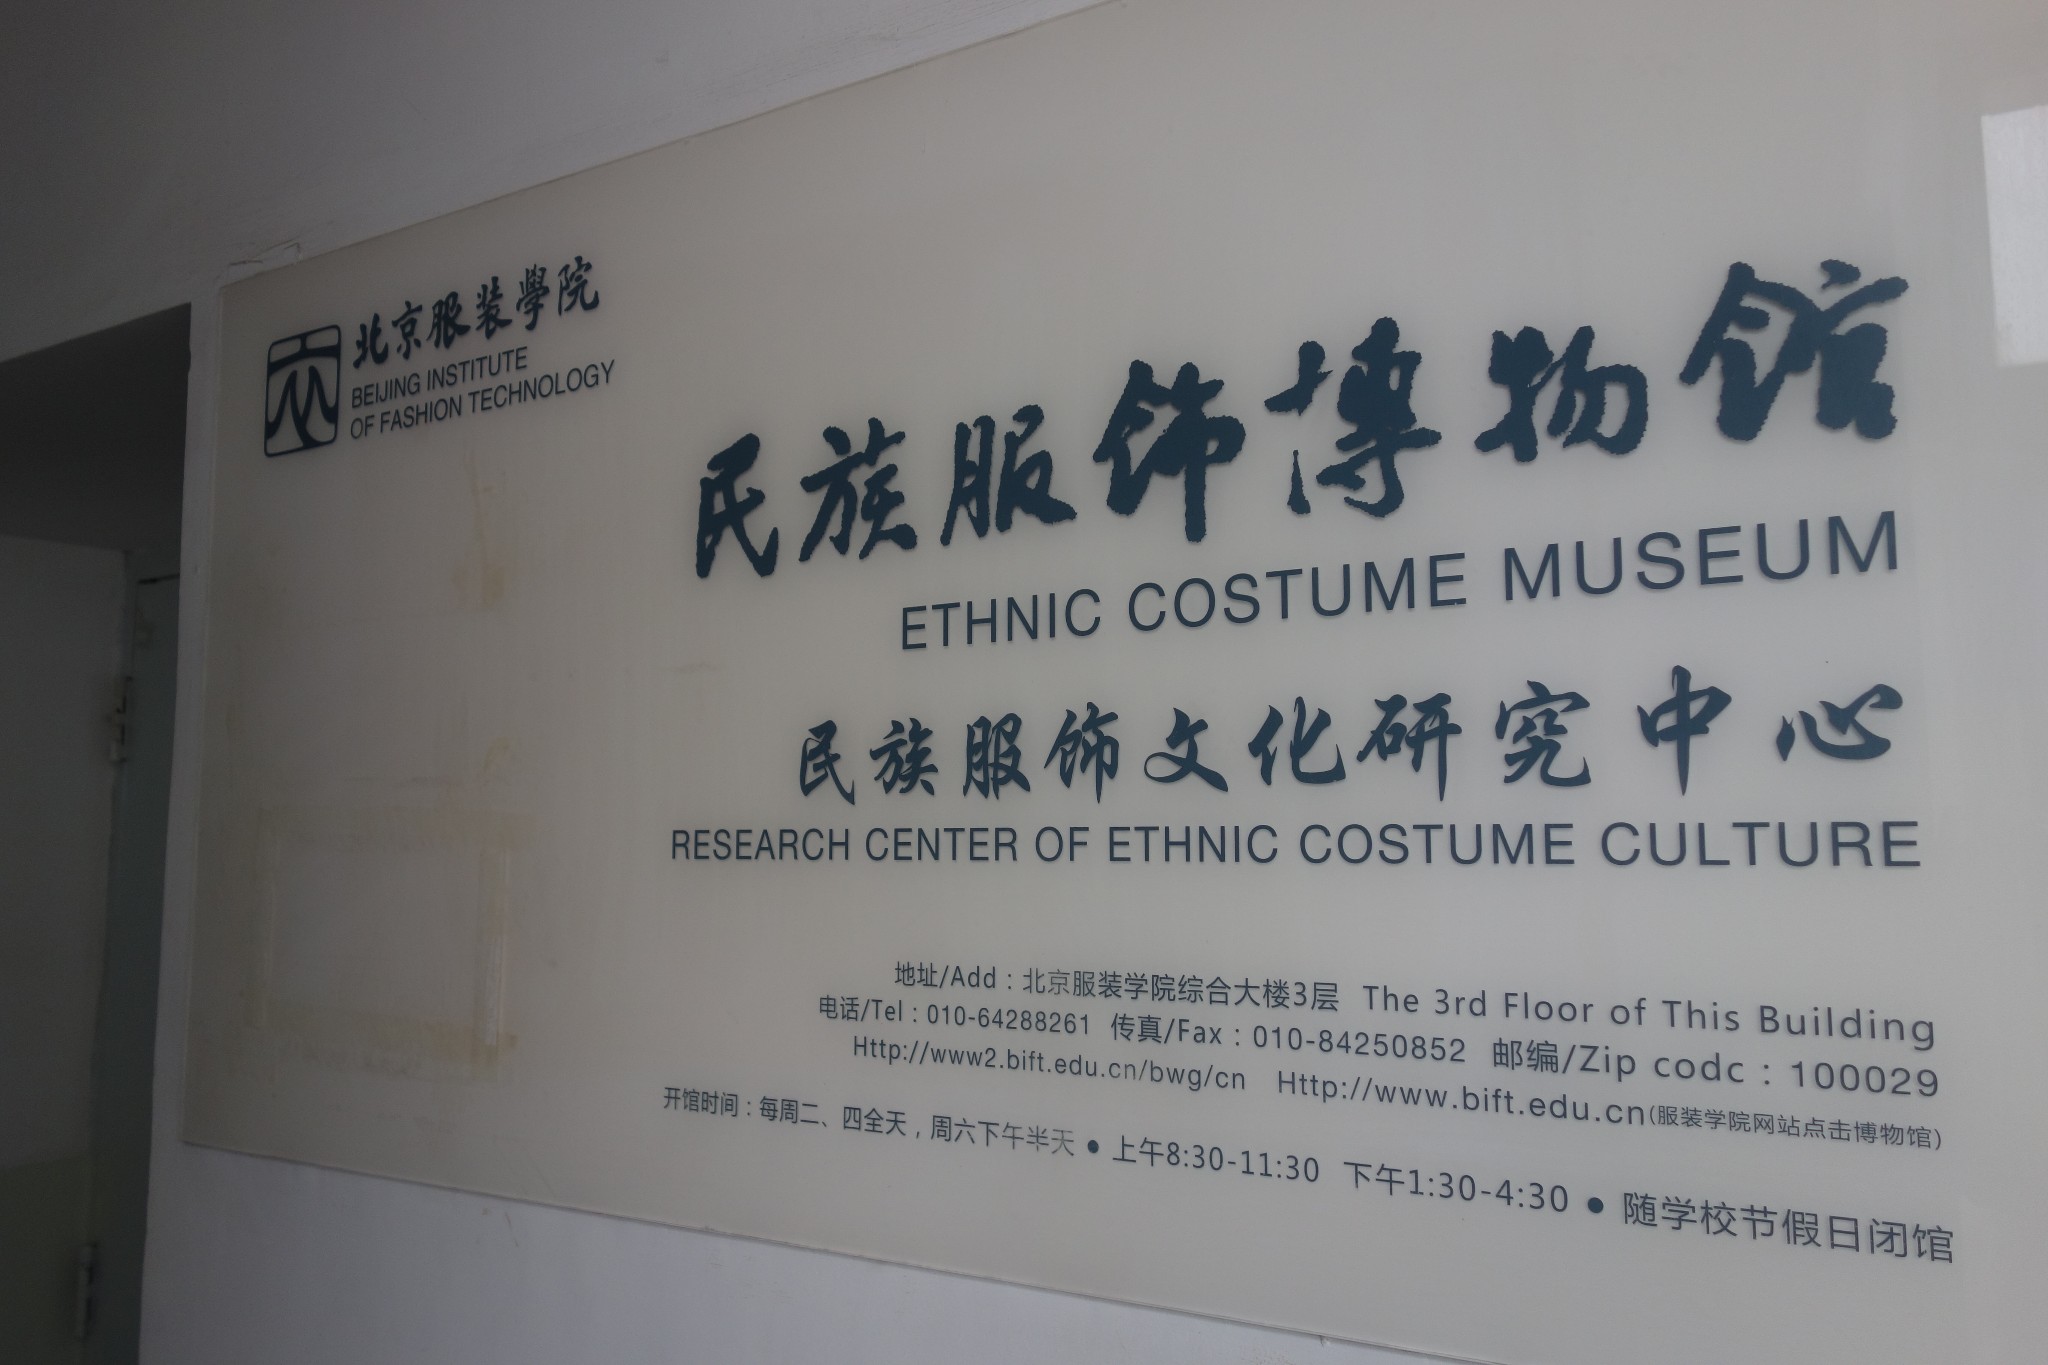 北京服装學院
BEIJING INSTITUTE
OF FASHION TECHNOLOGY
民族服饰博物馆
ETHNIC COSTUME MUSEUM
民族服饰文化研究中心
RESEARCH CENTER OF ETHNIC COSTUME CULTURE
地址/Add：北京服装学院综合大楼3层 The 3rd Floor of This Building
电话/Tel：010-64288261 传真/Fax：010-84250852 邮编/Zip codc：100029
Http://www2.bift.edu.cn/bwg/cn Http://www.bift.edu.cn(服装学院网站点击博物馆)
开馆时间：每周二、四全天，周六下午半天 ● 上午8:30-11:30 下午1:30-4:30 ● 随学校节假日闭馆